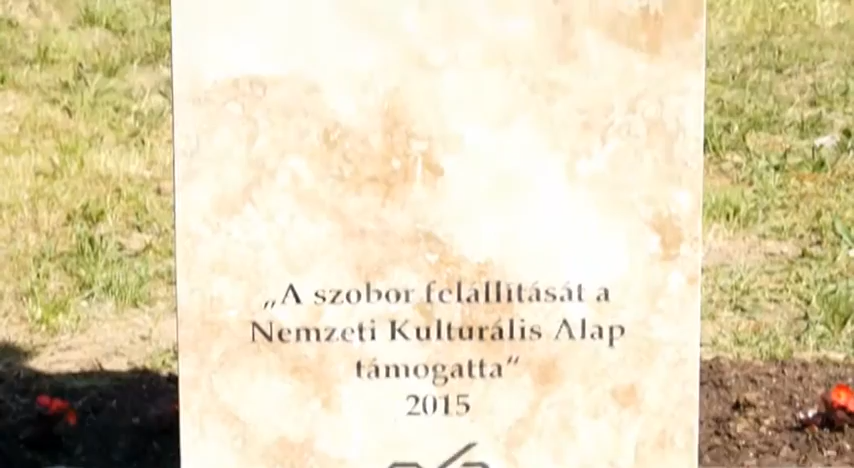 „A szobor felállítását a
Nemzeti Kulturális Alap
támogatta“
2015